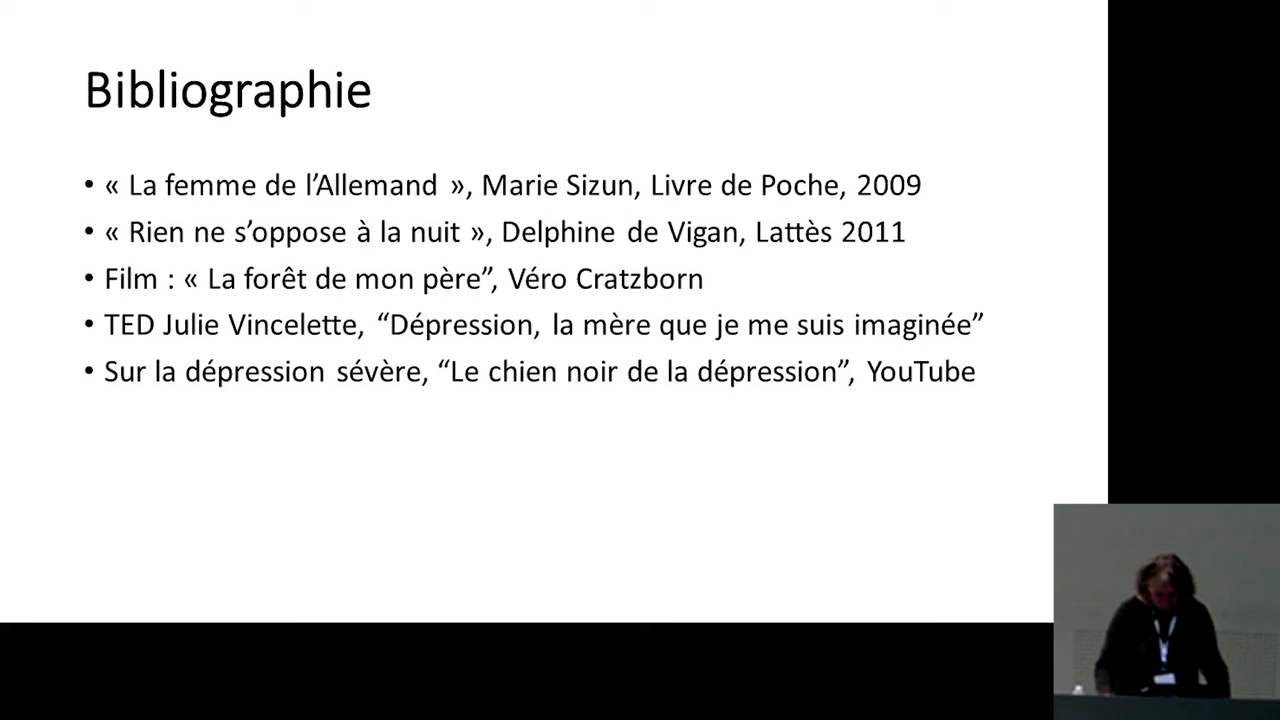 Bibliographie
• « La femme de l’Allemand », Marie Sizun, Livre de Poche, 2009
• « Rien ne s’oppose à la nuit », Delphine de Vigan, Lattès 2011
• Film : « La forêt de mon père”, Véro Cratzborn
• TED Julie Vincelette, “Dépression, la mère que je me suis imaginée”
• Sur la dépression sévère, “Le chien noir de la dépression”, YouTube